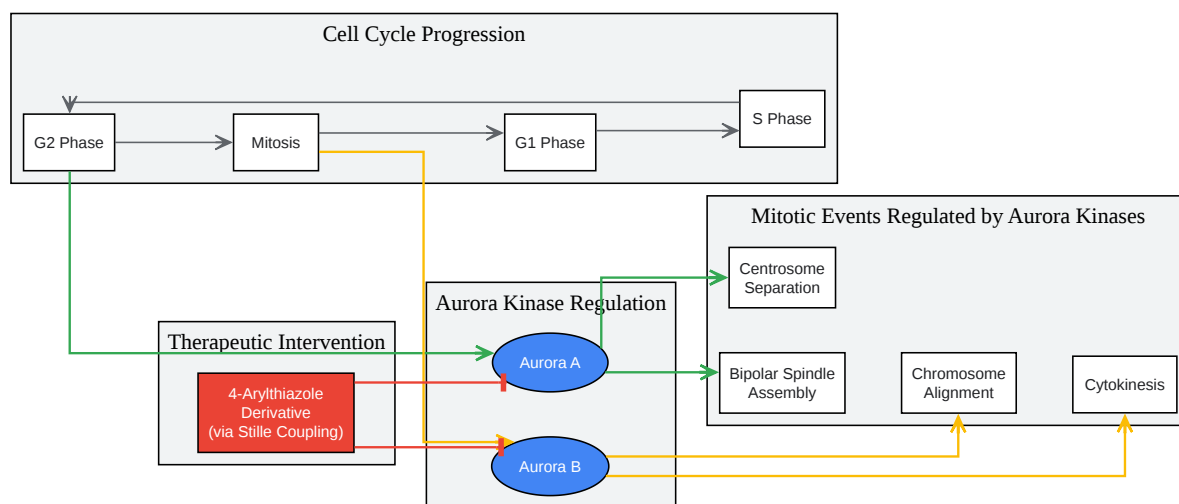 Cell Cycle Progression
G2 Phase
Mitosis
G1 Phase
S Phase
Mitotic Events Regulated by Aurora Kinases
Centrosome
Separation
Bipolar Spindle
Assembly
Chromosome
Alignment
Cytokinesis
Aurora Kinase Regulation
Aurora A
Aurora B
Therapeutic Intervention
4-Arylthiazole
Derivative
(via Stille Coupling)